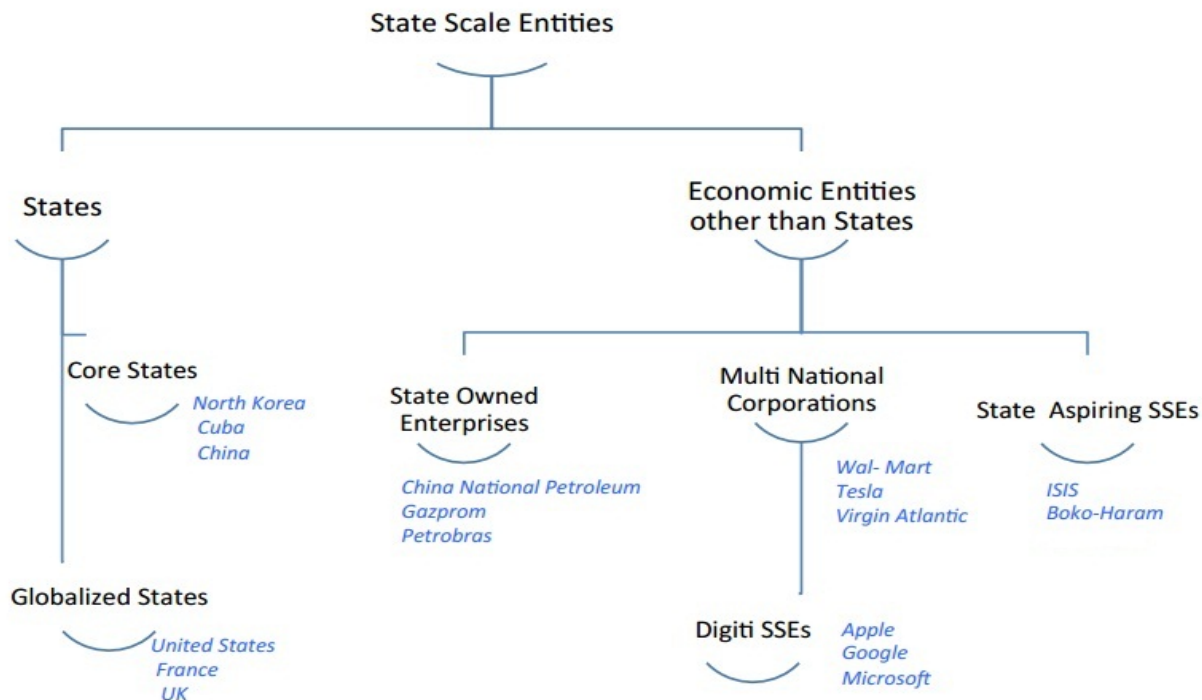 State Scale Entities
States
Economic Entities
other than States
Core States
North Korea
Cuba
China
State Owned
Enterprises
China National Petroleum
Gazprom
Petrobras
Multi National
Corporations
Wal- Mart
Tesla
Virgin Atlantic
State Aspiring SSEs
ISIS
Boko-Haram
Globalized States
United States
France
UK
Digiti SSEs
Apple
Google
Microsoft